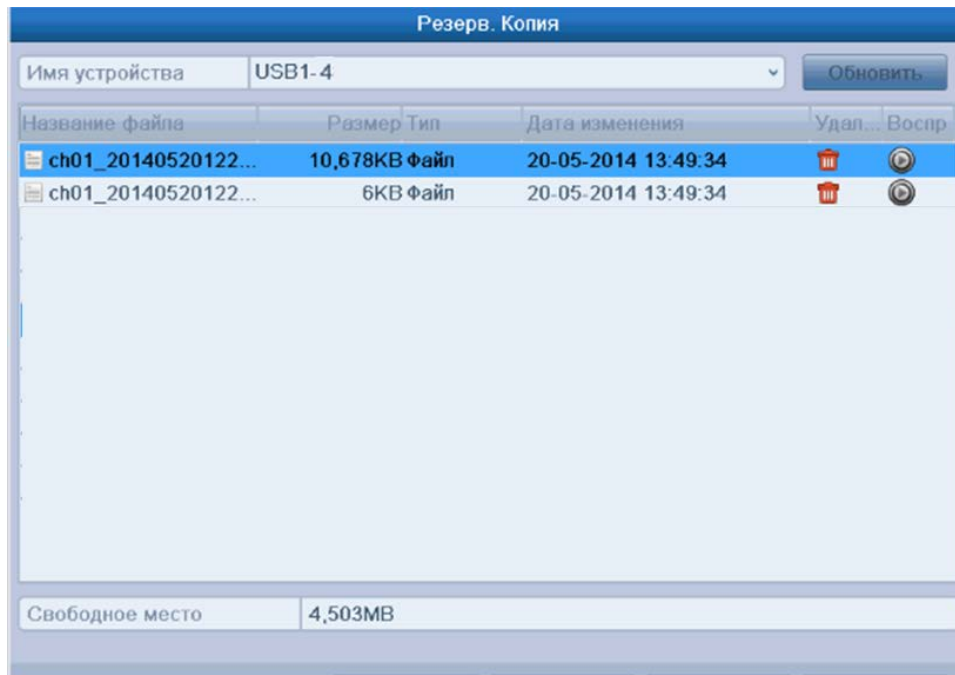 Резерв. Копия
Имя устройства USB1-4 Обновить
Название файла Размер Тип Дата изменения Удал... Воспр
ch01_20140520122... 10,678KB Файл 20-05-2014 13:49:34
ch01_20140520122... 6KB Файл 20-05-2014 13:49:34
Свободное место 4,503MB